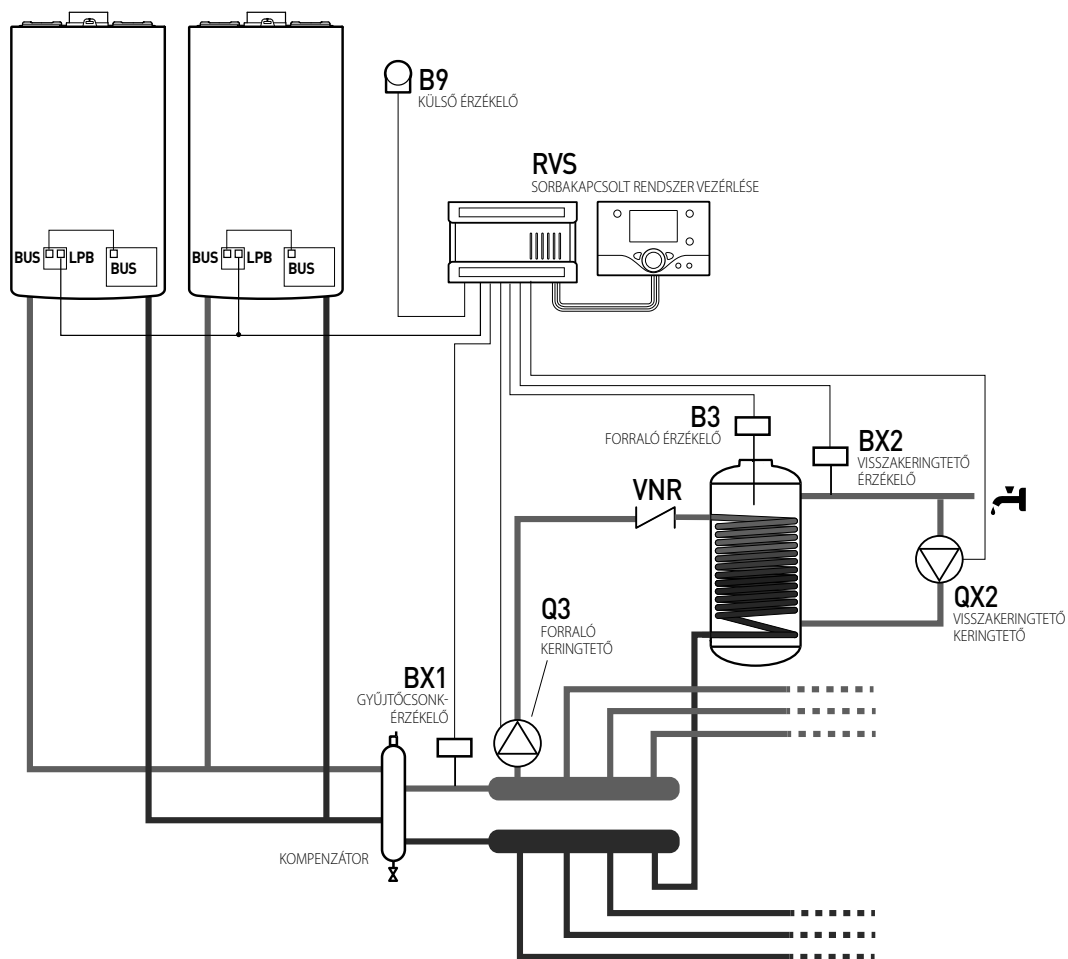 B9
KÜLSŐ ÉRZÉKELŐ
RVS
SORBAKAPCSOLT RENDSZER VEZÉRLÉSE
BUS
LPB
BUS
BUS
LPB
BUS
B3
FORRALÓ ÉRZÉKELŐ
BX2
VISSZAKERINGTETŐ
ÉRZÉKELŐ
VNR
Q3
FORRALÓ
KERINGTETŐ
QX2
VISSZAKERINGTETŐ
KERINGTETŐ
BX1
GYŰJTŐCSONK-
ÉRZÉKELŐ
KOMPENZÁTOR